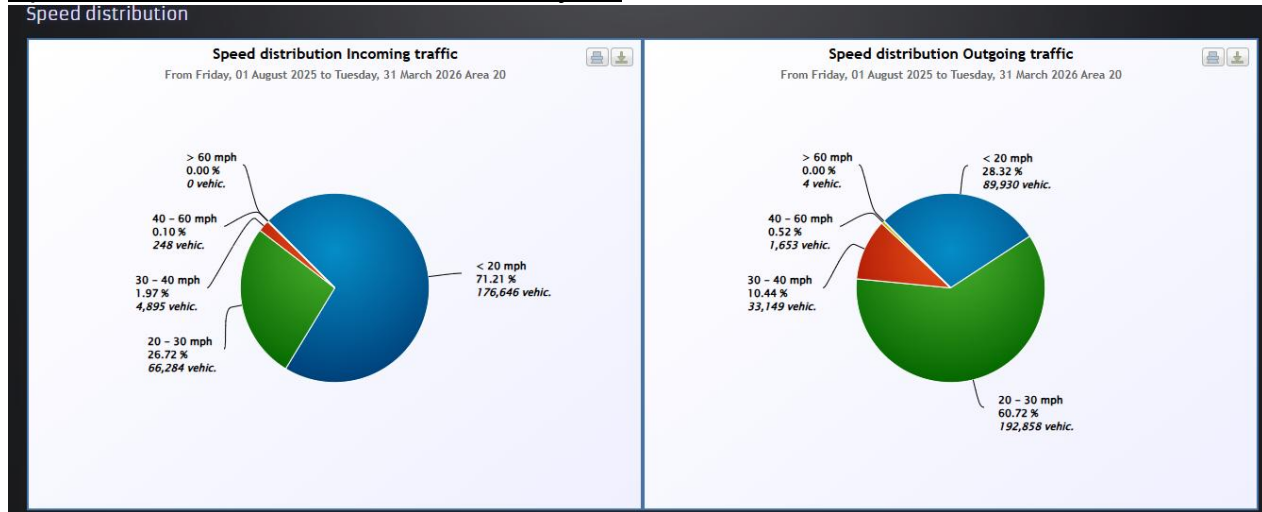 Speed distribution
Speed distribution Incoming traffic
From Friday, 01 August 2025 to Tuesday, 31 March 2026 Area 20
> 60 mph
0.00 %
0 vehic.
40 – 60 mph
0.10 %
248 vehic.
30 – 40 mph
1.97 %
4,895 vehic.
20 – 30 mph
26.72 %
66,284 vehic.
< 20 mph
71.21 %
176,646 vehic.
Speed distribution Outgoing traffic
From Friday, 01 August 2025 to Tuesday, 31 March 2026 Area 20
> 60 mph
0.00 %
4 vehic.
< 20 mph
28.32 %
89,930 vehic.
40 – 60 mph
0.52 %
1,653 vehic.
30 – 40 mph
10.44 %
33,149 vehic.
20 – 30 mph
60.72 %
192,858 vehic.